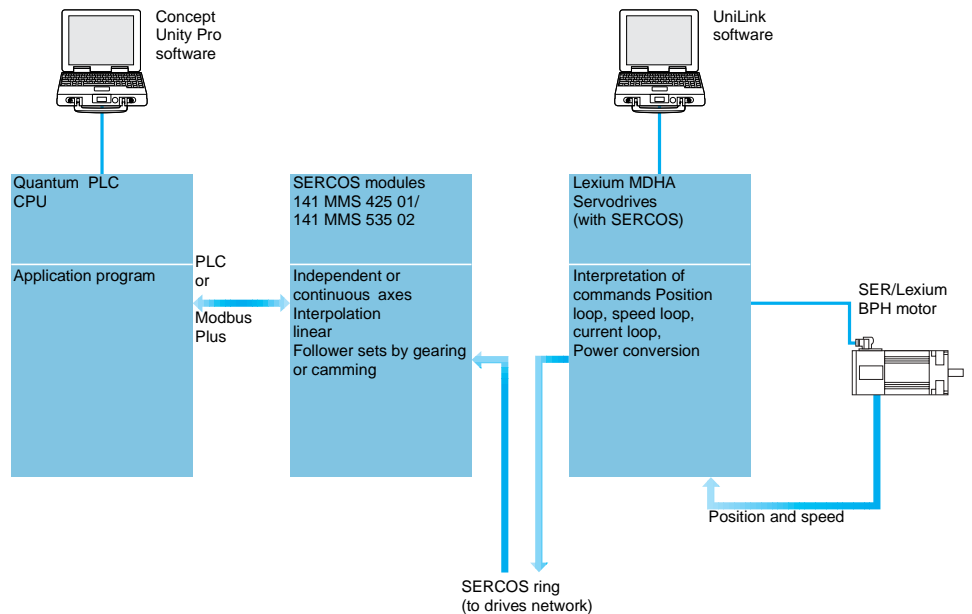 Concept
Unity Pro
software
UniLink
software
Quantum PLC
CPU
Application program
PLC
or
Modbus
Plus
SERCOS modules
141 MMS 425 01/
141 MMS 535 02
Independent or
continuous axes
Interpolation
linear
Follower sets by gearing
or camming
Lexium MDHA
Servodrives
(with SERCOS)
Interpretation of
commands Position
loop, speed loop,
current loop,
Power conversion
SER/Lexium
BPH motor
Position and speed
SERCOS ring
(to drives network)